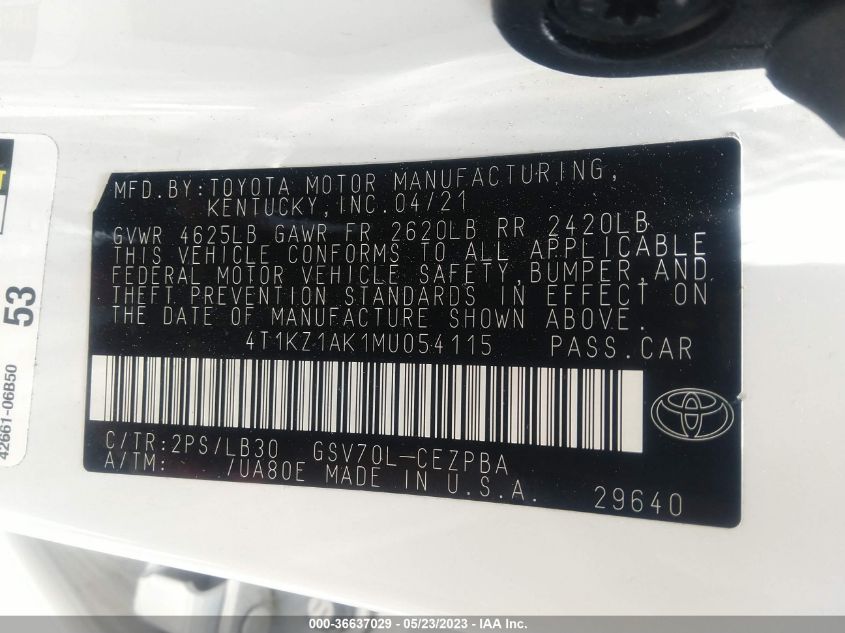 MFD.BY:TOYOTA MOTOR MANUFACTURING,
KENTUCKY,INC.04/21
GVWR 4625LB GAWR FR 2620LB RR 2420LB
THIS VEHICLE CONFORMS TO ALL APPLICABLE
FEDERAL MOTOR VEHICLE SAFETY,BUMPER,AND
THEFT PREVENTION STANDARDS IN EFFECT ON
THE DATE OF MANUFACTURE SHOWN ABOVE.
4T1KZ1AK1MU054115 PASS.CAR
C/TR:2PS/LB30 GSV70L-CEZPBA
A/TM: /UA80E MADE IN U.S.A.
29640
53
42661-06B50
000-36637029 - 05/23/2023 - IAAI.COM